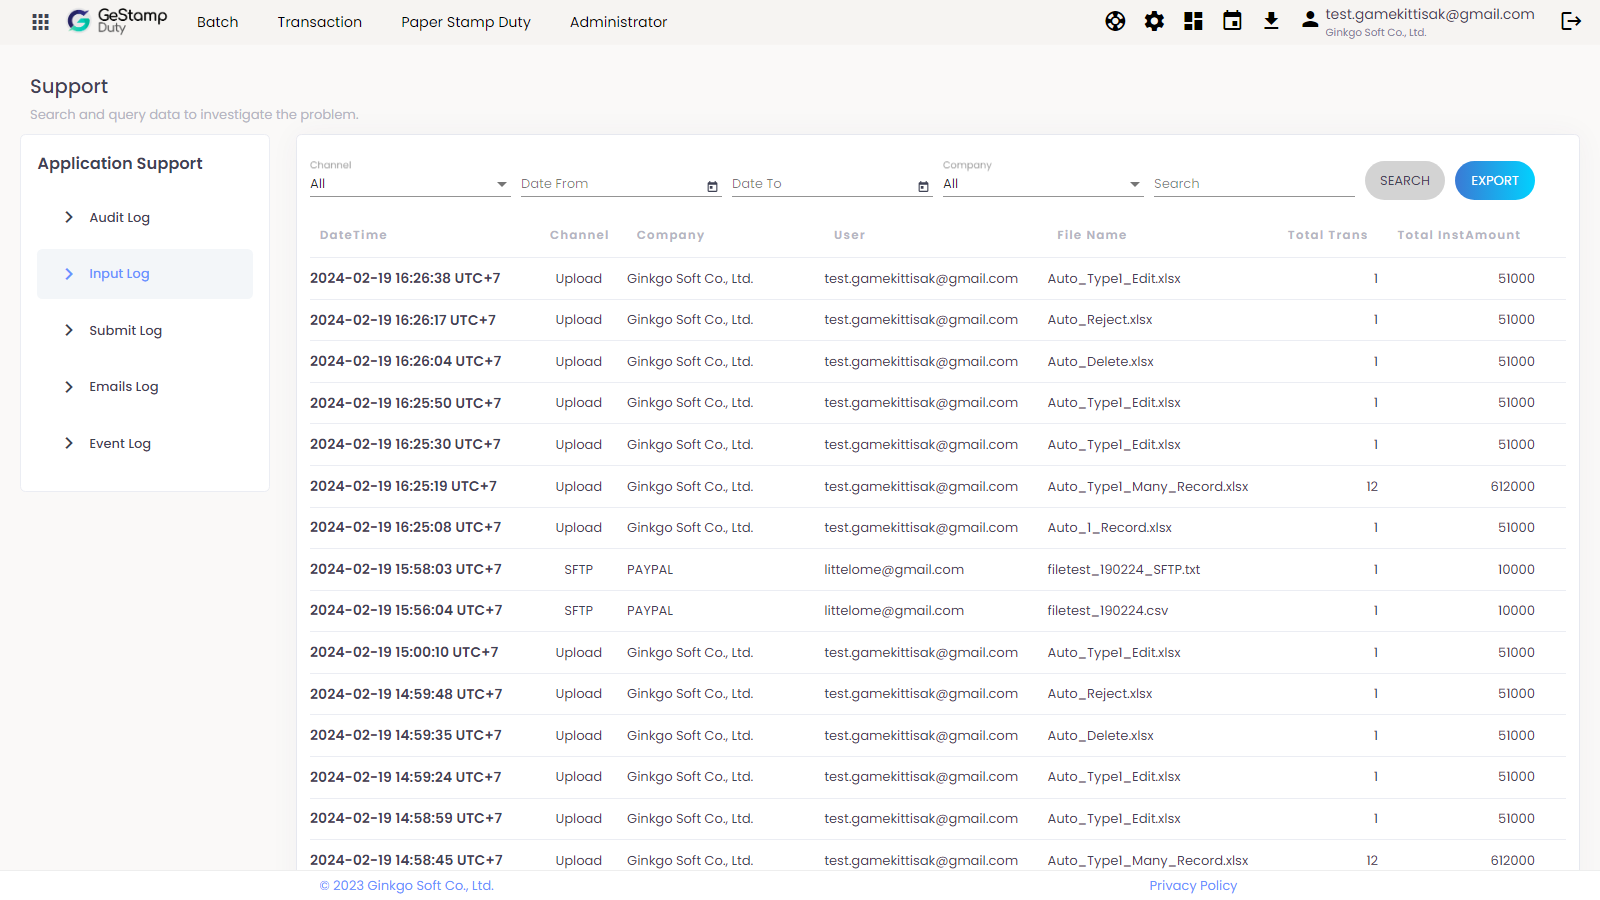 GeStamp
Duty
Batch
Transaction
Paper Stamp Duty
Administrator
test.gamekittisak@gmail.com
Ginkgo Soft Co., Ltd.
Support
Search and query data to investigate the problem.
Application Support
Audit Log
Input Log
Submit Log
Emails Log
Event Log
Channel
All
Date From
Date To
Company
All
Search
SEARCH
EXPORT
DateTime Channel Company User File Name Total Trans Total InstAmount
2024-02-19 16:26:38 UTC+7 Upload Ginkgo Soft Co., Ltd. test.gamekittisak@gmail.com Auto_Type1_Edit.xlsx 1 51000
2024-02-19 16:26:17 UTC+7 Upload Ginkgo Soft Co., Ltd. test.gamekittisak@gmail.com Auto_Reject.xlsx 1 51000
2024-02-19 16:26:04 UTC+7 Upload Ginkgo Soft Co., Ltd. test.gamekittisak@gmail.com Auto_Delete.xlsx 1 51000
2024-02-19 16:25:50 UTC+7 Upload Ginkgo Soft Co., Ltd. test.gamekittisak@gmail.com Auto_Type1_Edit.xlsx 1 51000
2024-02-19 16:25:30 UTC+7 Upload Ginkgo Soft Co., Ltd. test.gamekittisak@gmail.com Auto_Type1_Edit.xlsx 1 51000
2024-02-19 16:25:19 UTC+7 Upload Ginkgo Soft Co., Ltd. test.gamekittisak@gmail.com Auto_Type1_Many_Record.xlsx 12 612000
2024-02-19 16:25:08 UTC+7 Upload Ginkgo Soft Co., Ltd. test.gamekittisak@gmail.com Auto_1_Record.xlsx 1 51000
2024-02-19 15:58:03 UTC+7 SFTP PAYPAL littelome@gmail.com filetest_190224_SFTP.txt 1 10000
2024-02-19 15:56:04 UTC+7 SFTP PAYPAL littelome@gmail.com filetest_190224.csv 1 10000
2024-02-19 15:00:10 UTC+7 Upload Ginkgo Soft Co., Ltd. test.gamekittisak@gmail.com Auto_Type1_Edit.xlsx 1 51000
2024-02-19 14:59:48 UTC+7 Upload Ginkgo Soft Co., Ltd. test.gamekittisak@gmail.com Auto_Reject.xlsx 1 51000
2024-02-19 14:59:35 UTC+7 Upload Ginkgo Soft Co., Ltd. test.gamekittisak@gmail.com Auto_Delete.xlsx 1 51000
2024-02-19 14:59:24 UTC+7 Upload Ginkgo Soft Co., Ltd. test.gamekittisak@gmail.com Auto_Type1_Edit.xlsx 1 51000
2024-02-19 14:58:59 UTC+7 Upload Ginkgo Soft Co., Ltd. test.gamekittisak@gmail.com Auto_Type1_Edit.xlsx 1 51000
2024-02-19 14:58:45 UTC+7 Upload Ginkgo Soft Co., Ltd. test.gamekittisak@gmail.com Auto_Type1_Many_Record.xlsx 12 612000
© 2023 Ginkgo Soft Co., Ltd.
Privacy Policy